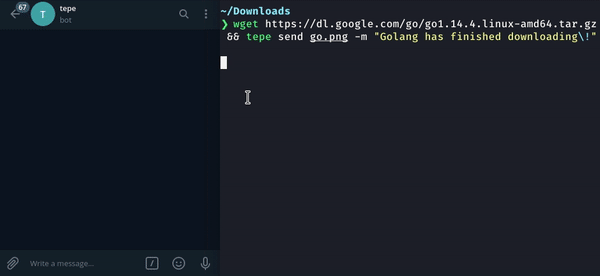 67
tepe
bot
Write a message...
~/Downloads
❯ wget https://dl.google.com/go/go1.14.4.linux-amd64.tar.gz
&& tepe send go.png -m "Golang has finished downloading\!"
T
/